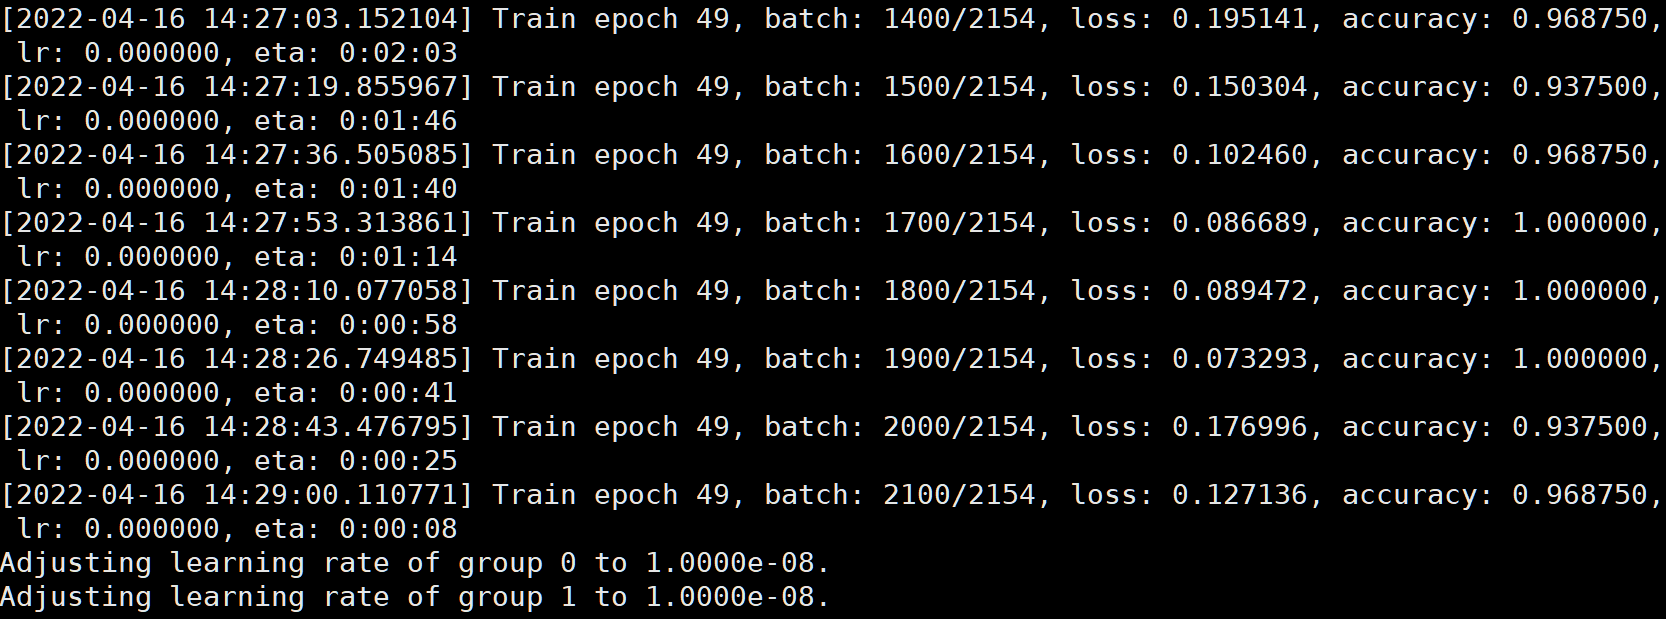 [2022-04-16 14:27:03.152104] Train epoch 49, batch: 1400/2154, loss: 0.195141, accuracy: 0.968750,
 lr: 0.000000, eta: 0:02:03
[2022-04-16 14:27:19.855967] Train epoch 49, batch: 1500/2154, loss: 0.150304, accuracy: 0.937500,
 lr: 0.000000, eta: 0:01:46
[2022-04-16 14:27:36.505085] Train epoch 49, batch: 1600/2154, loss: 0.102460, accuracy: 0.968750,
 lr: 0.000000, eta: 0:01:40
[2022-04-16 14:27:53.313861] Train epoch 49, batch: 1700/2154, loss: 0.086689, accuracy: 1.000000,
 lr: 0.000000, eta: 0:01:14
[2022-04-16 14:28:10.077058] Train epoch 49, batch: 1800/2154, loss: 0.089472, accuracy: 1.000000,
 lr: 0.000000, eta: 0:00:58
[2022-04-16 14:28:26.749485] Train epoch 49, batch: 1900/2154, loss: 0.073293, accuracy: 1.000000,
 lr: 0.000000, eta: 0:00:41
[2022-04-16 14:28:43.476795] Train epoch 49, batch: 2000/2154, loss: 0.176996, accuracy: 0.937500,
 lr: 0.000000, eta: 0:00:25
[2022-04-16 14:29:00.110771] Train epoch 49, batch: 2100/2154, loss: 0.127136, accuracy: 0.968750,
 lr: 0.000000, eta: 0:00:08
Adjusting learning rate of group 0 to 1.0000e-08.
Adjusting learning rate of group 1 to 1.0000e-08.